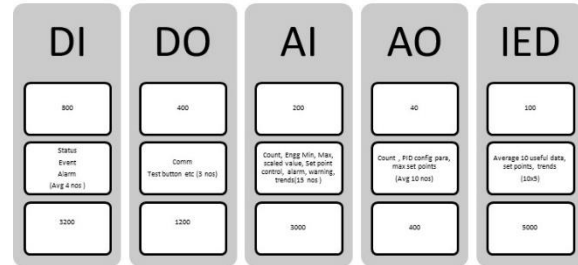 DI
800
Status
Event
Alarm
(Avg 4 nos )
3200
DO
400
Comm
Test button etc (3 nos)
1200
AI
200
Count, Engg Min, Max,
scaled value, Set point
control, alarm, warning,
trends(15 nos )
3000
AO
40
Count , PID config para,
max set points
(Avg 10 nos)
400
IED
100
Average 10 useful data,
set points, trends
(10x5)
5000